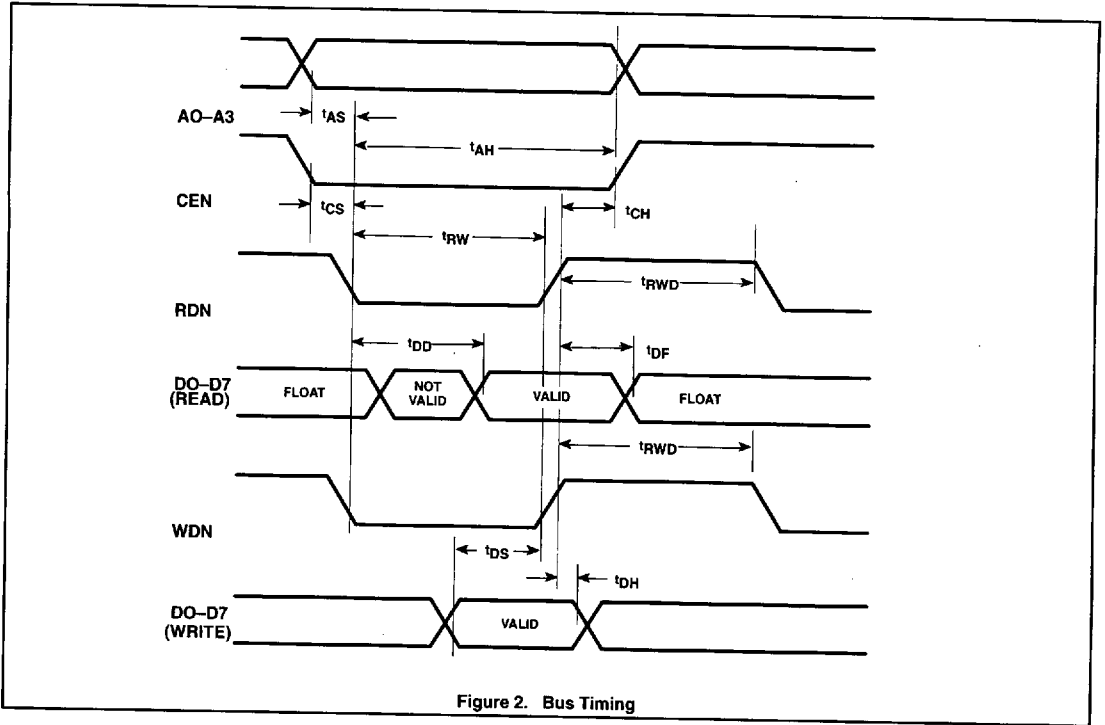 tAS
AO–A3
tAH
CEN
tCS
tCH
tRW
tRWD
RDN
tDD
tDF
DO–D7
(READ)
FLOAT
NOT
VALID
VALID
FLOAT
tRWD
WDN
tDS
tDH
DO–D7
(WRITE)
VALID
Figure 2. Bus Timing